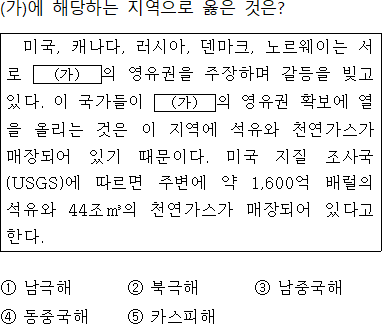 (가)에 해당하는 지역으로 옳은 것은?
미국, 캐나다, 러시아, 덴마크, 노르웨이는 서
로 (가) 의 영유권을 주장하며 갈등을 빚고
있다. 이 국가들이 (가) 의 영유권 확보에 열
을 올리는 것은 이 지역에 석유와 천연가스가
매장되어 있기 때문이다. 미국 지질 조사국
(USGS)에 따르면 주변에 약 1,600억 배럴의
석유와 44조㎥의 천연가스가 매장되어 있다고
한다.
① 남극해 ② 북극해 ③ 남중국해
④ 동중국해 ⑤ 카스피해